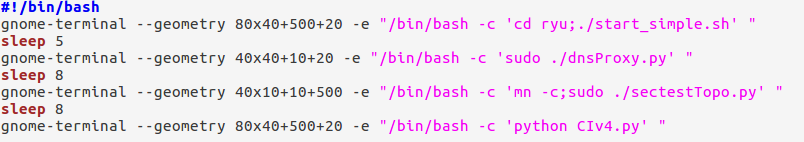 #!/bin/bash
gnome-terminal --geometry 80x40+500+20 -e "/bin/bash -c 'cd ryu;./start_simple.sh' "
sleep 5
gnome-terminal --geometry 40x40+10+20 -e "/bin/bash -c 'sudo ./dnsProxy.py' "
sleep 8
gnome-terminal --geometry 40x10+10+500 -e "/bin/bash -c 'mn -c;sudo ./sectestTopo.py' "
sleep 8
gnome-terminal --geometry 80x40+500+20 -e "/bin/bash -c 'python CIv4.py' "